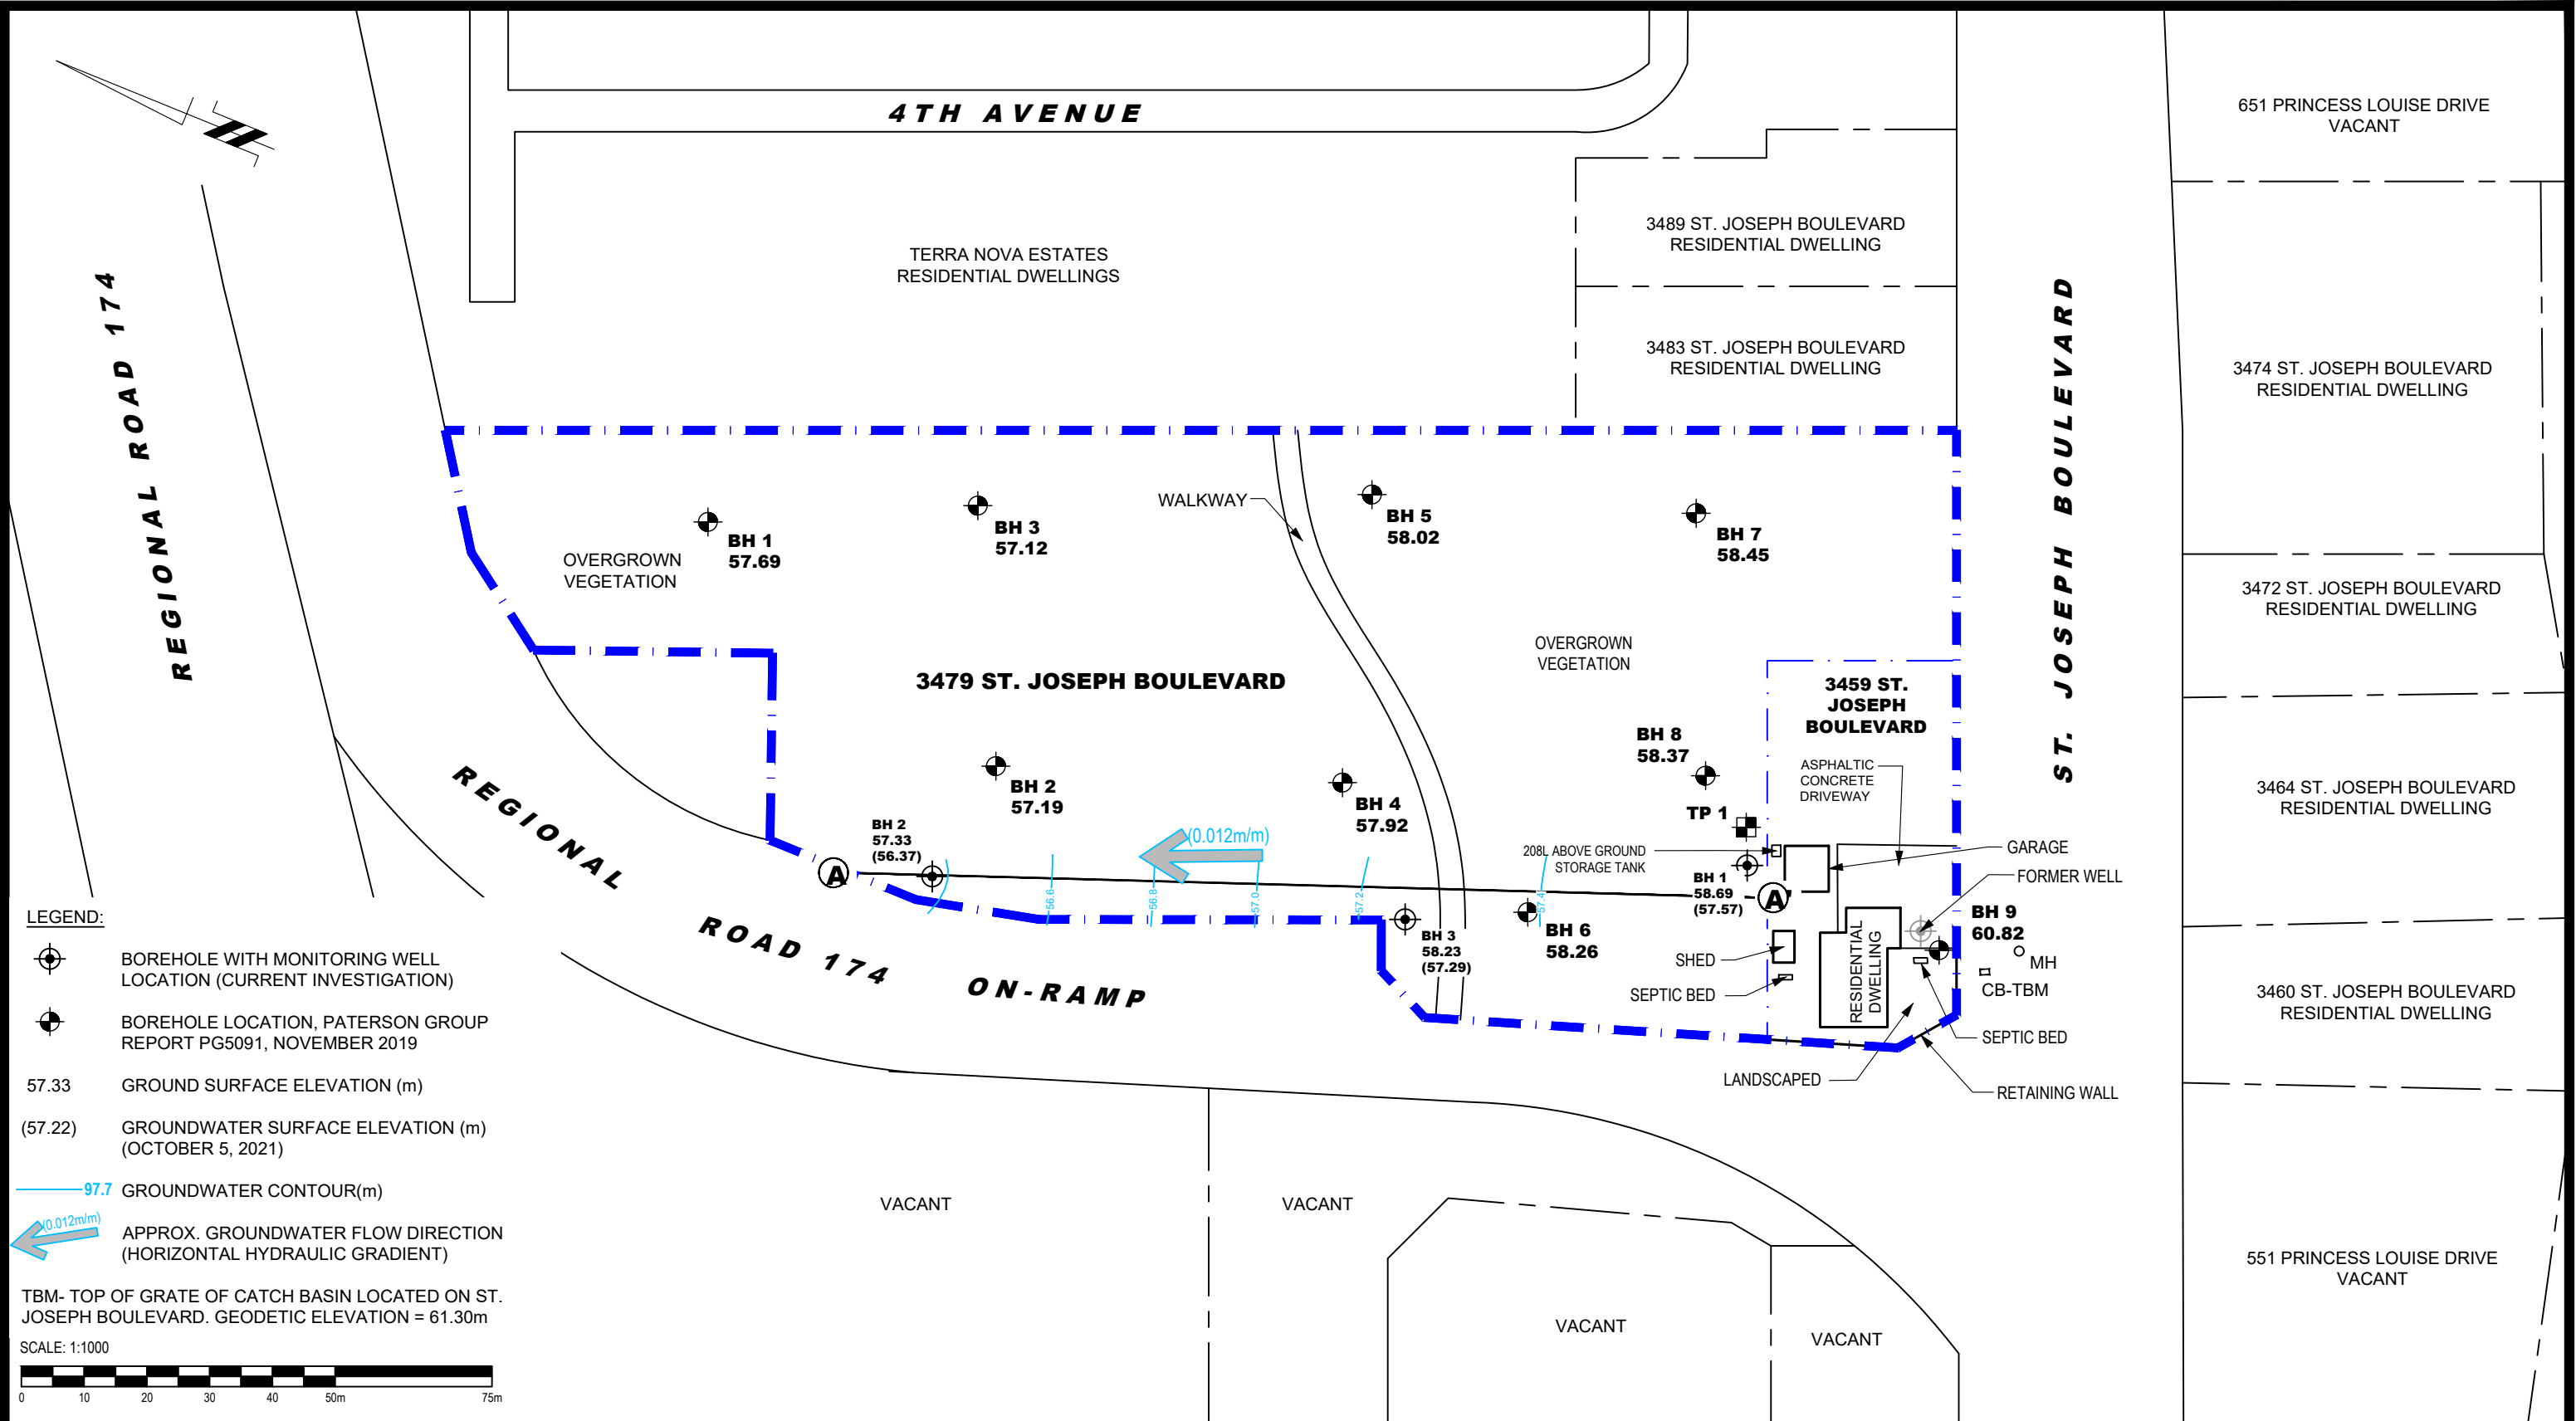 4TH AVENUE
651 PRINCESS LOUISE DRIVE
VACANT
3489 ST. JOSEPH BOULEVARD
RESIDENTIAL DWELLING
TERRA NOVA ESTATES
RESIDENTIAL DWELLINGS
3483 ST. JOSEPH BOULEVARD
RESIDENTIAL DWELLING
3474 ST. JOSEPH BOULEVARD
RESIDENTIAL DWELLING
REGIONAL ROAD 174
ST. JOSEPH BOULEVARD
WALKWAY
BH 1
57.69
BH 3
57.12
BH 5
58.02
BH 7
58.45
OVERGROWN
VEGETATION
3472 ST. JOSEPH BOULEVARD
RESIDENTIAL DWELLING
OVERGROWN
VEGETATION
3479 ST. JOSEPH BOULEVARD
3459 ST.
JOSEPH
BOULEVARD
BH 8
58.37
ASPHALTIC
CONCRETE
DRIVEWAY
3464 ST. JOSEPH BOULEVARD
RESIDENTIAL DWELLING
BH 2
57.19
BH 4
57.92
TP 1
REGIONAL
ROAD 174
ON-RAMP
BH 2
57.33
(56.37)
(0.012m/m)
208L ABOVE GROUND
STORAGE TANK
GARAGE
FORMER WELL
A
56.6
56.8
57.0
57.2
57.4
BH 1
58.69
(57.57)
A'
BH 3
58.23
(57.29)
BH 6
58.26
BH 9
60.82
MH
CB-TBM
SHED
SEPTIC BED
RESIDENTIAL
DWELLING
SEPTIC BED
LANDSCAPED
RETAINING WALL
3460 ST. JOSEPH BOULEVARD
RESIDENTIAL DWELLING
551 PRINCESS LOUISE DRIVE
VACANT
VACANT
VACANT
VACANT
VACANT
LEGEND:
BOREHOLE WITH MONITORING WELL
LOCATION (CURRENT INVESTIGATION)
BOREHOLE LOCATION, PATERSON GROUP
REPORT PG5091, NOVEMBER 2019
57.33 GROUND SURFACE ELEVATION (m)
(57.22) GROUNDWATER SURFACE ELEVATION (m)
(OCTOBER 5, 2021)
97.7 GROUNDWATER CONTOUR(m)
(0.012m/m)
APPROX. GROUNDWATER FLOW DIRECTION
(HORIZONTAL HYDRAULIC GRADIENT)
TBM- TOP OF GRATE OF CATCH BASIN LOCATED ON ST.
JOSEPH BOULEVARD. GEODETIC ELEVATION = 61.30m
SCALE: 1:1000
0 10 20 30 40 50m 75m